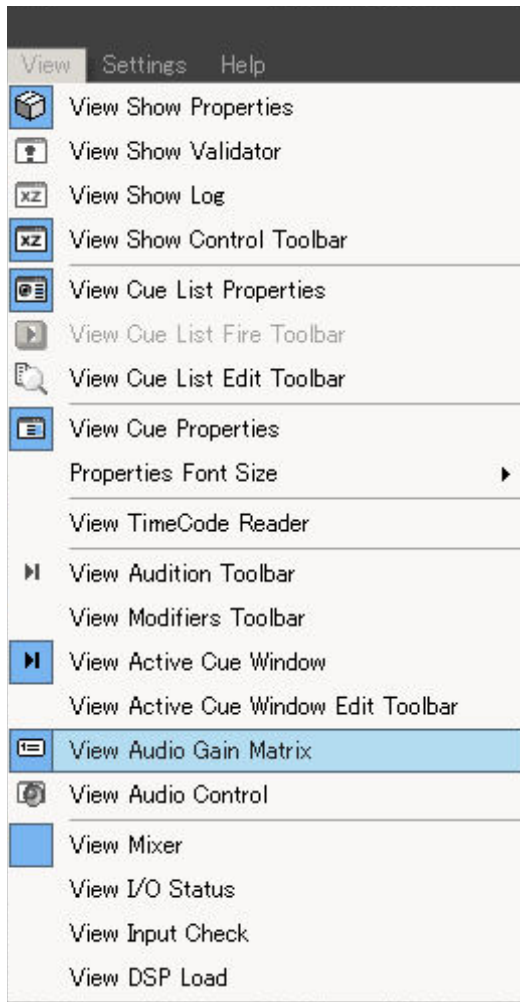 View Settings Help
View Show Properties
View Show Validator
View Show Log
View Show Control Toolbar
View Cue List Properties
View Cue List Fire Toolbar
View Cue List Edit Toolbar
View Cue Properties
Properties Font Size
View TimeCode Reader
View Audition Toolbar
View Modifiers Toolbar
View Active Cue Window
View Active Cue Window Edit Toolbar
View Audio Gain Matrix
View Audio Control
View Mixer
View I/O Status
View Input Check
View DSP Load